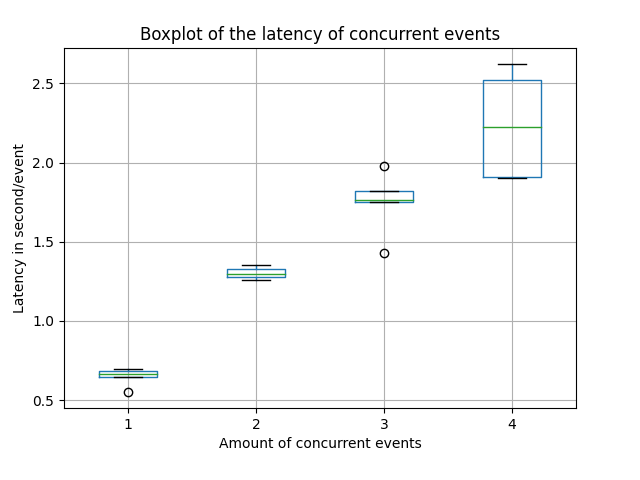 Boxplot of the latency of concurrent events
2.5
2.0
1.5
1.0
0.5
Latency in second/event
1 2 3 4
Amount of concurrent events